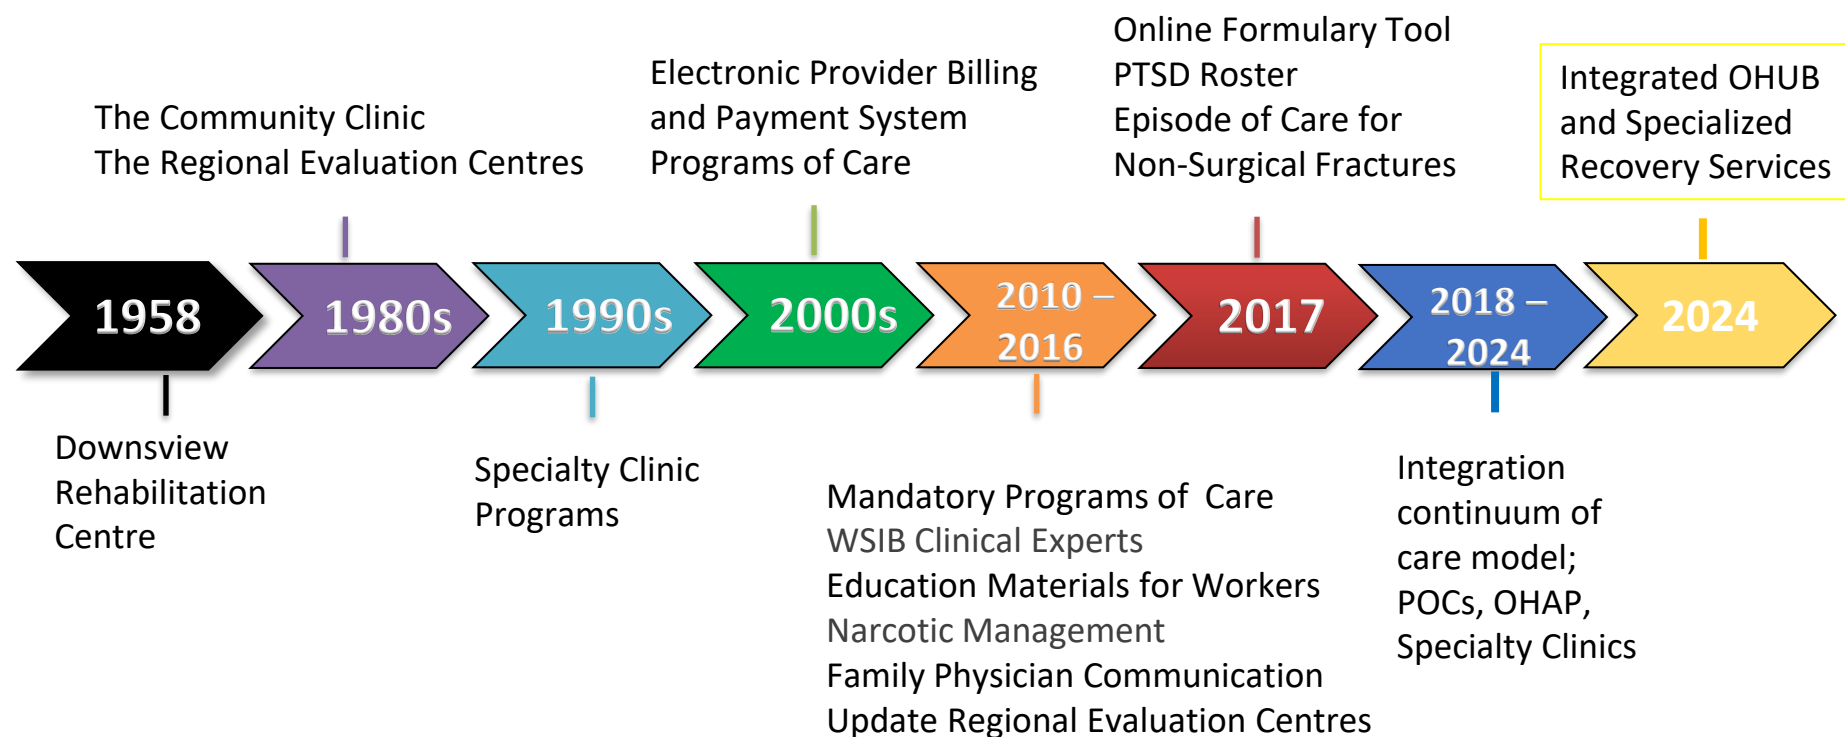 The Community Clinic
The Regional Evaluation Centres
Electronic Provider Billing
and Payment System
Programs of Care
Online Formulary Tool
PTSD Roster
Episode of Care for
Non-Surgical Fractures
Integrated OHUB
and Specialized
Recovery Services
1958
1980s
1990s
2000s
2010 –
2016
2017
2018 –
2024
2024
Downsview
Rehabilitation
Centre
Specialty Clinic
Programs
Mandatory Programs of  Care
WSIB Clinical Experts
Education Materials for Workers
Narcotic Management
Family Physician Communication
Update Regional Evaluation Centres
Integration
continuum of
care model;
POCs, OHAP,
Specialty Clinics